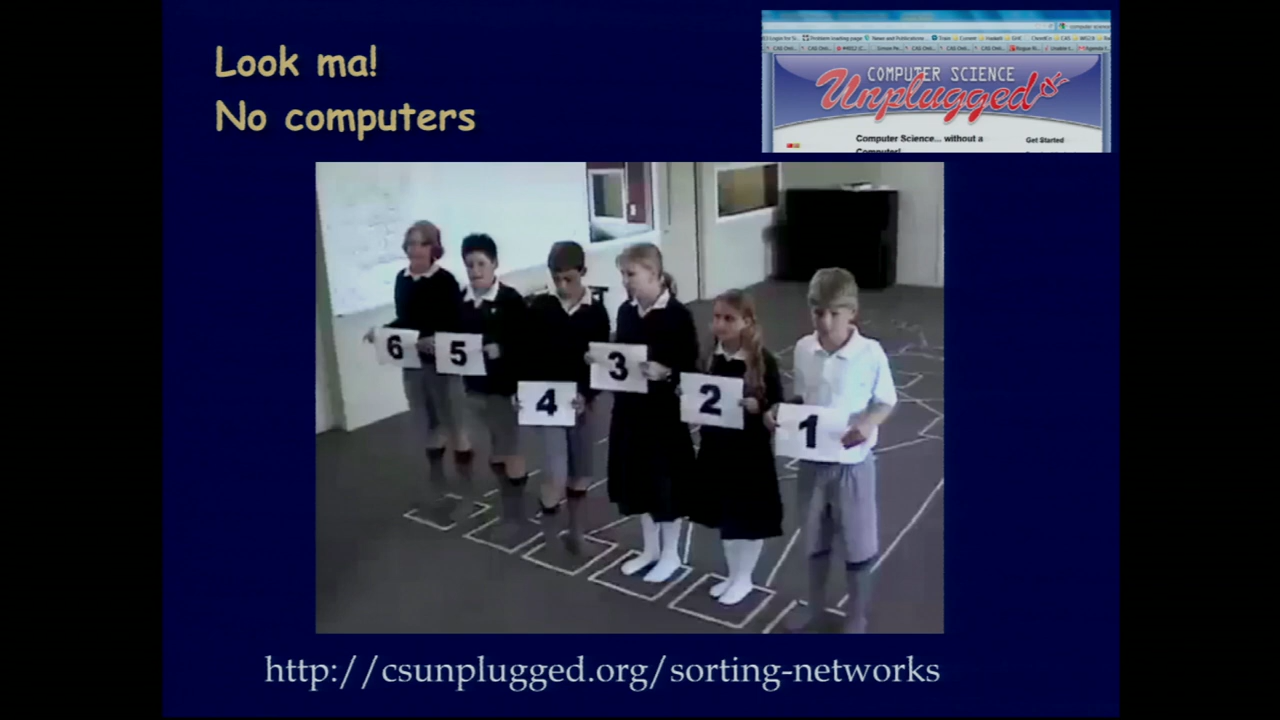 Look ma!
No computers
COMPUTER SCIENCE
Unplugged
Computer Science... without a
Computer!
Get Started
6
5
4
3
2
1
http://csunplugged.org/sorting-networks